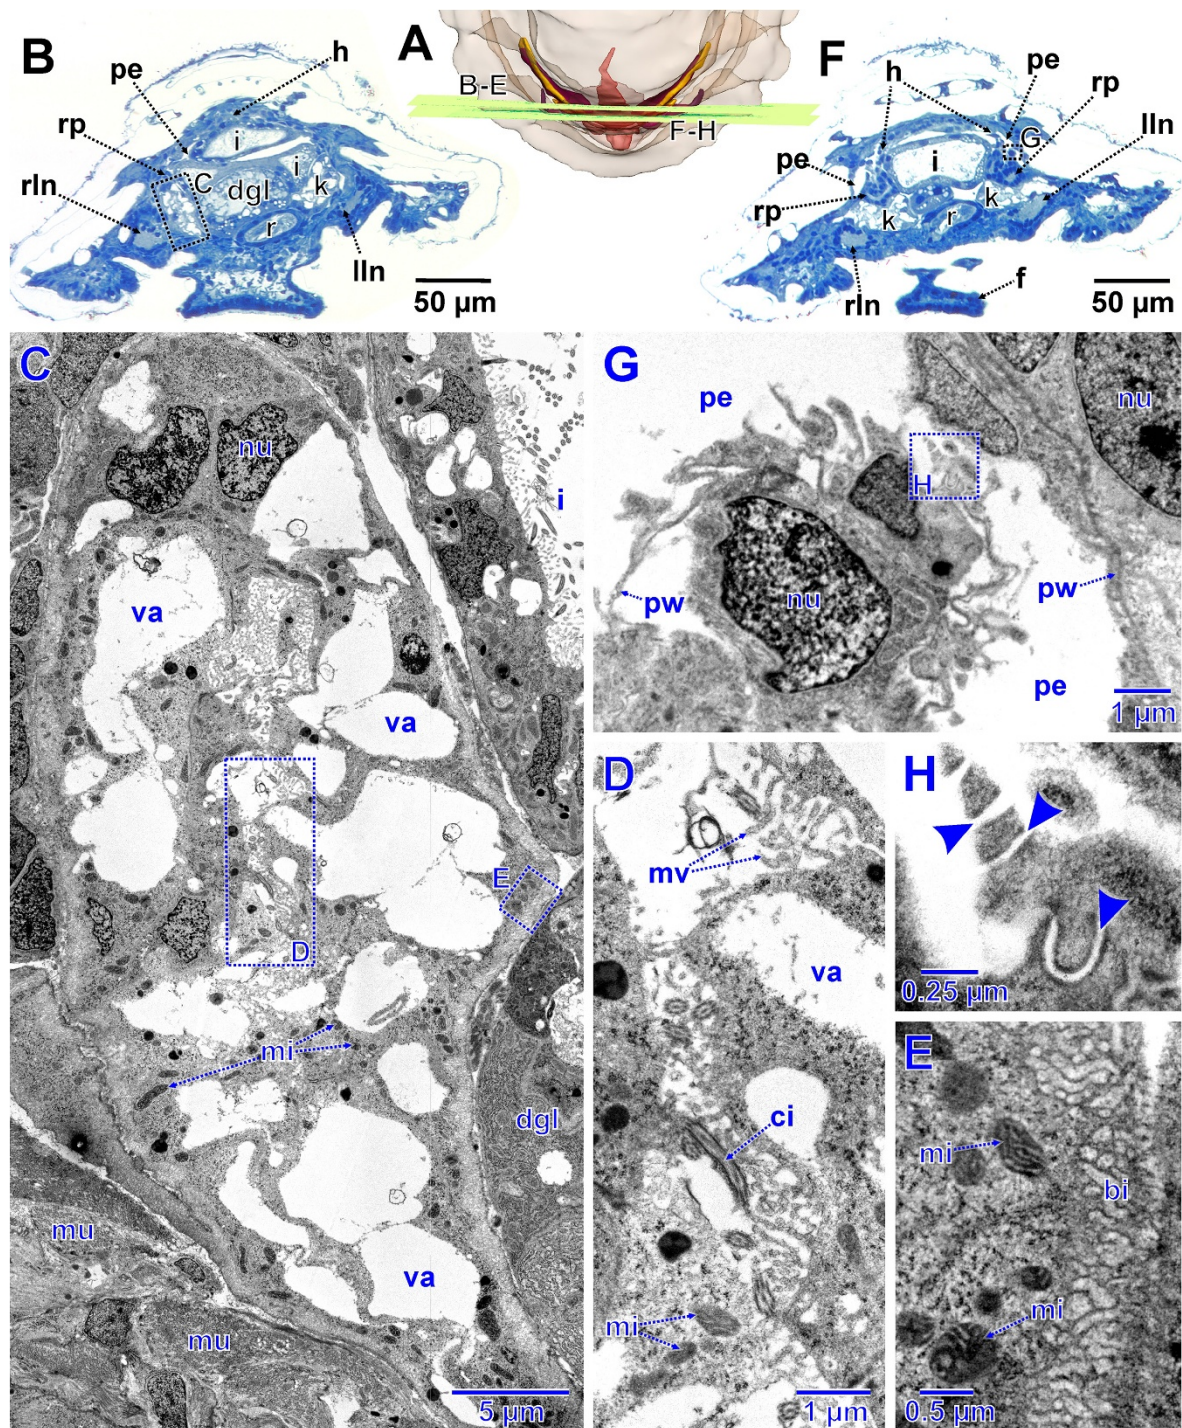 A
B-E
F-H
B
pe
h
rp
rln
C
i
i
dgl
k
r
lln
50 µm
F
h
pe
rp
lln
G
i
pe
rp
k
k
r
rln
f
50 µm
C
nu
i
va
va
E
D
mi
dgl
mu
va
mu
5 µm
G
pe
nu
H
nu
pw
pw
pe
1 µm
D
mv
va
ci
mi
1 µm
H
0.25 µm
E
mi
bi
mi
0.5 µm